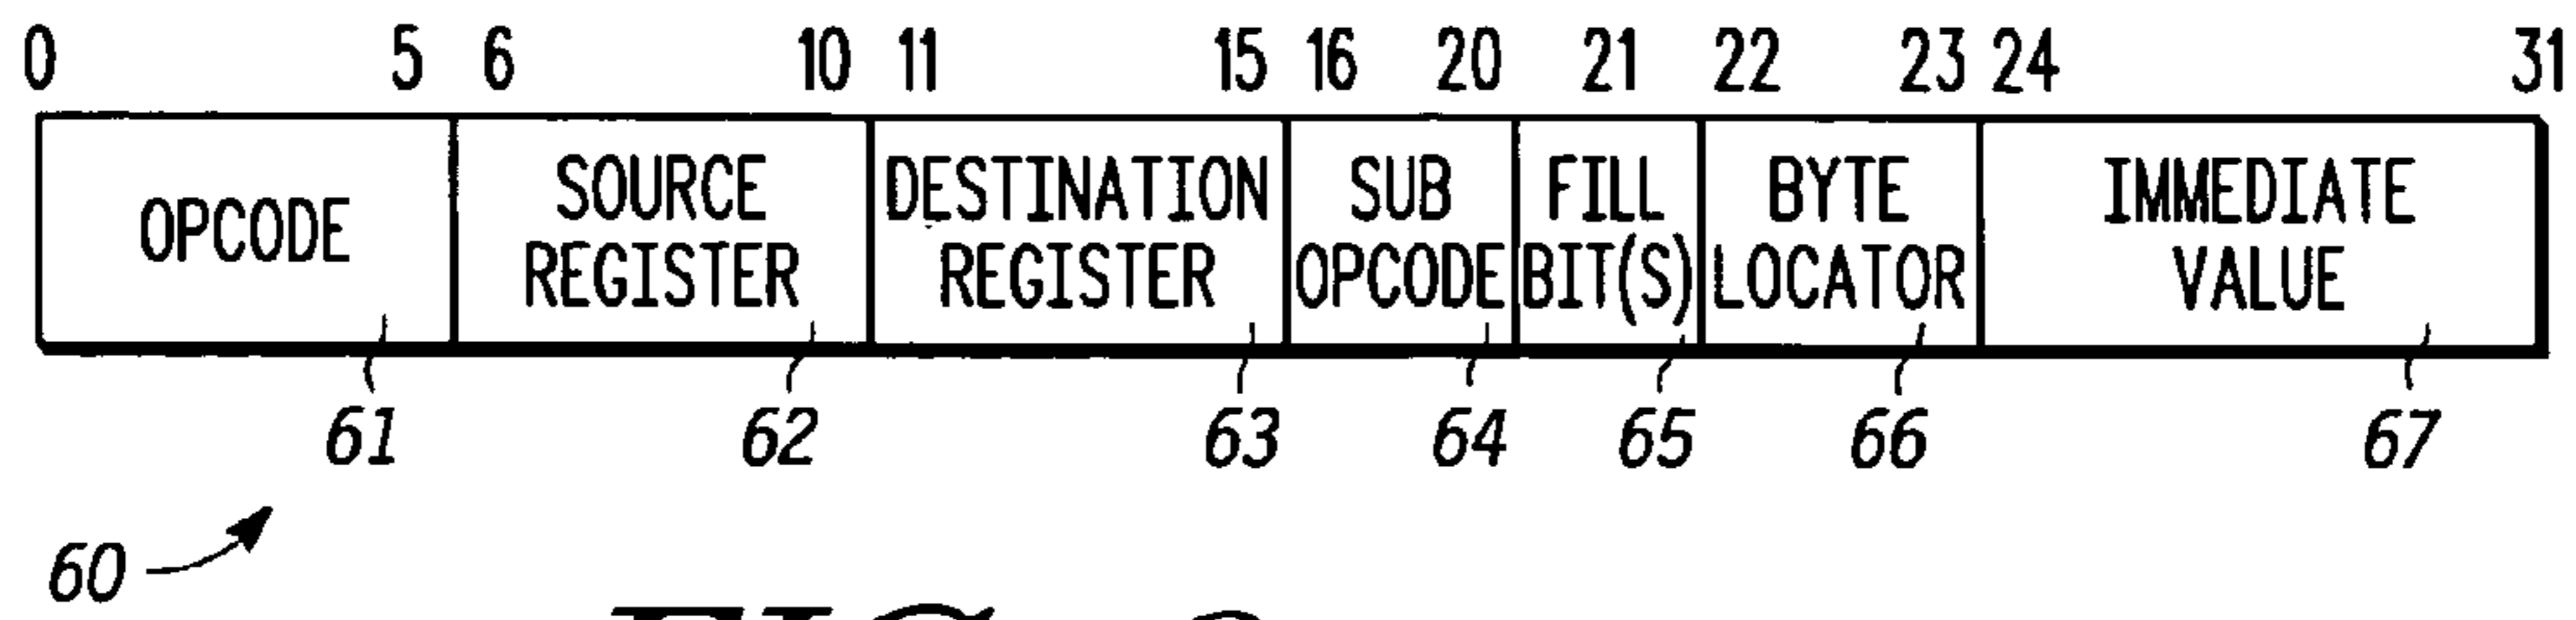 0 5 6 10 11 15 16 20 21 22 23 24 31
OPCODE
SOURCE
REGISTER
DESTINATION
REGISTER
SUB
OPCODE
FILL
BIT(S)
BYTE
LOCATOR
IMMEDIATE
VALUE
61 62 63 64 65 66 67
60